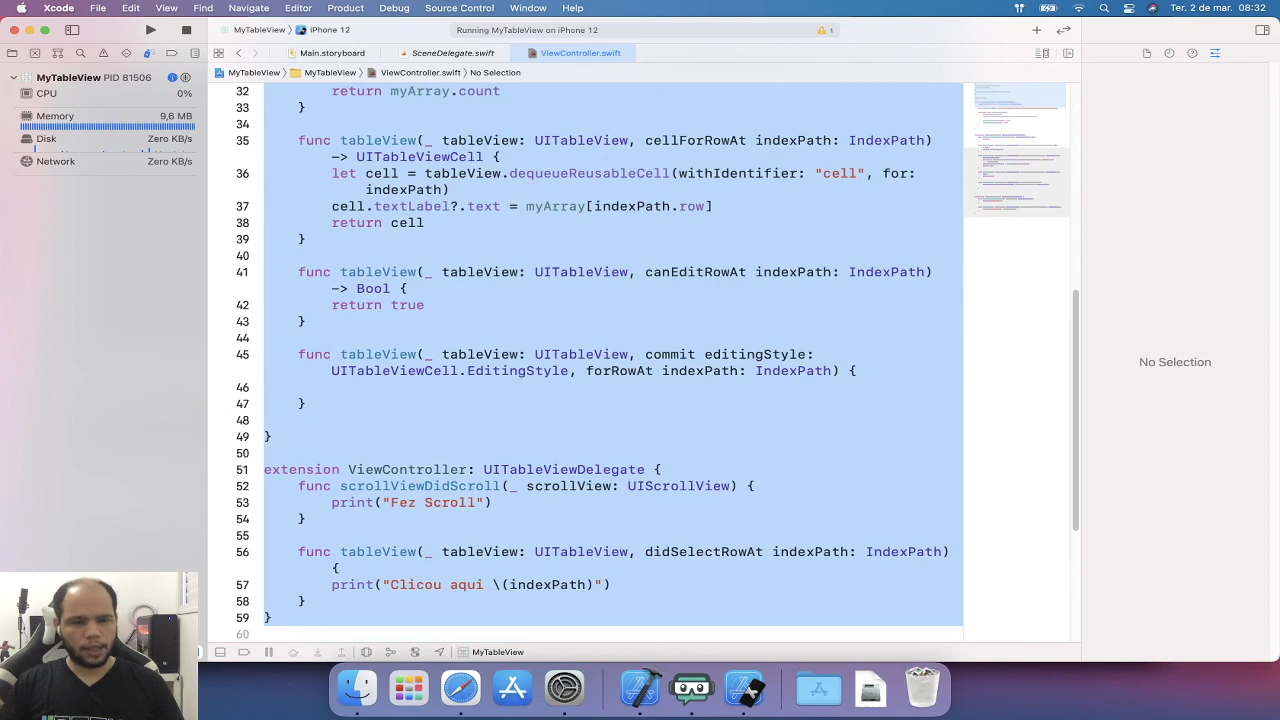 Xcode File Edit View Find Navigate Editor Product Debug Source Control Window Help Ter. 2 de mar. 08:32
MyTableView iPhone 12 Running MyTableView on iPhone 12 1
Main.storyboard SceneDelegate.swift ViewController.swift
MyTableView MyTableView ViewController.swift No Selection
MyTableView PID 81506
CPU 0%
Memory 9,6 MB
Disk Zero KB/s
Network Zero KB/s
32 return myArray.count
33
34
35 tableView(_ tableView: UITableView, cellForRowAt indexPath: IndexPath)
-> UITableViewCell {
36 cell = tableView.dequeueReusableCell(withIdentifier: "cell", for:
indexPath)
37 cell.textLabel?.text = myArray[indexPath.row]
38 return cell
39 }
40
41 func tableView(_ tableView: UITableView, canEditRowAt indexPath: IndexPath)
-> Bool {
42 return true
43 }
44
45 func tableView(_ tableView: UITableView, commit editingStyle:
UITableViewCell.EditingStyle, forRowAt indexPath: IndexPath) {
46
47 }
48
49 }
50
51 extension ViewController: UITableViewDelegate {
52 func scrollViewDidScroll(_ scrollView: UIScrollView) {
53 print("Fez Scroll")
54 }
55
56 func tableView(_ tableView: UITableView, didSelectRowAt indexPath: IndexPath)
{
57 print("Clicou aqui \(indexPath)")
58 }
59 }
60
No Selection
MyTableView